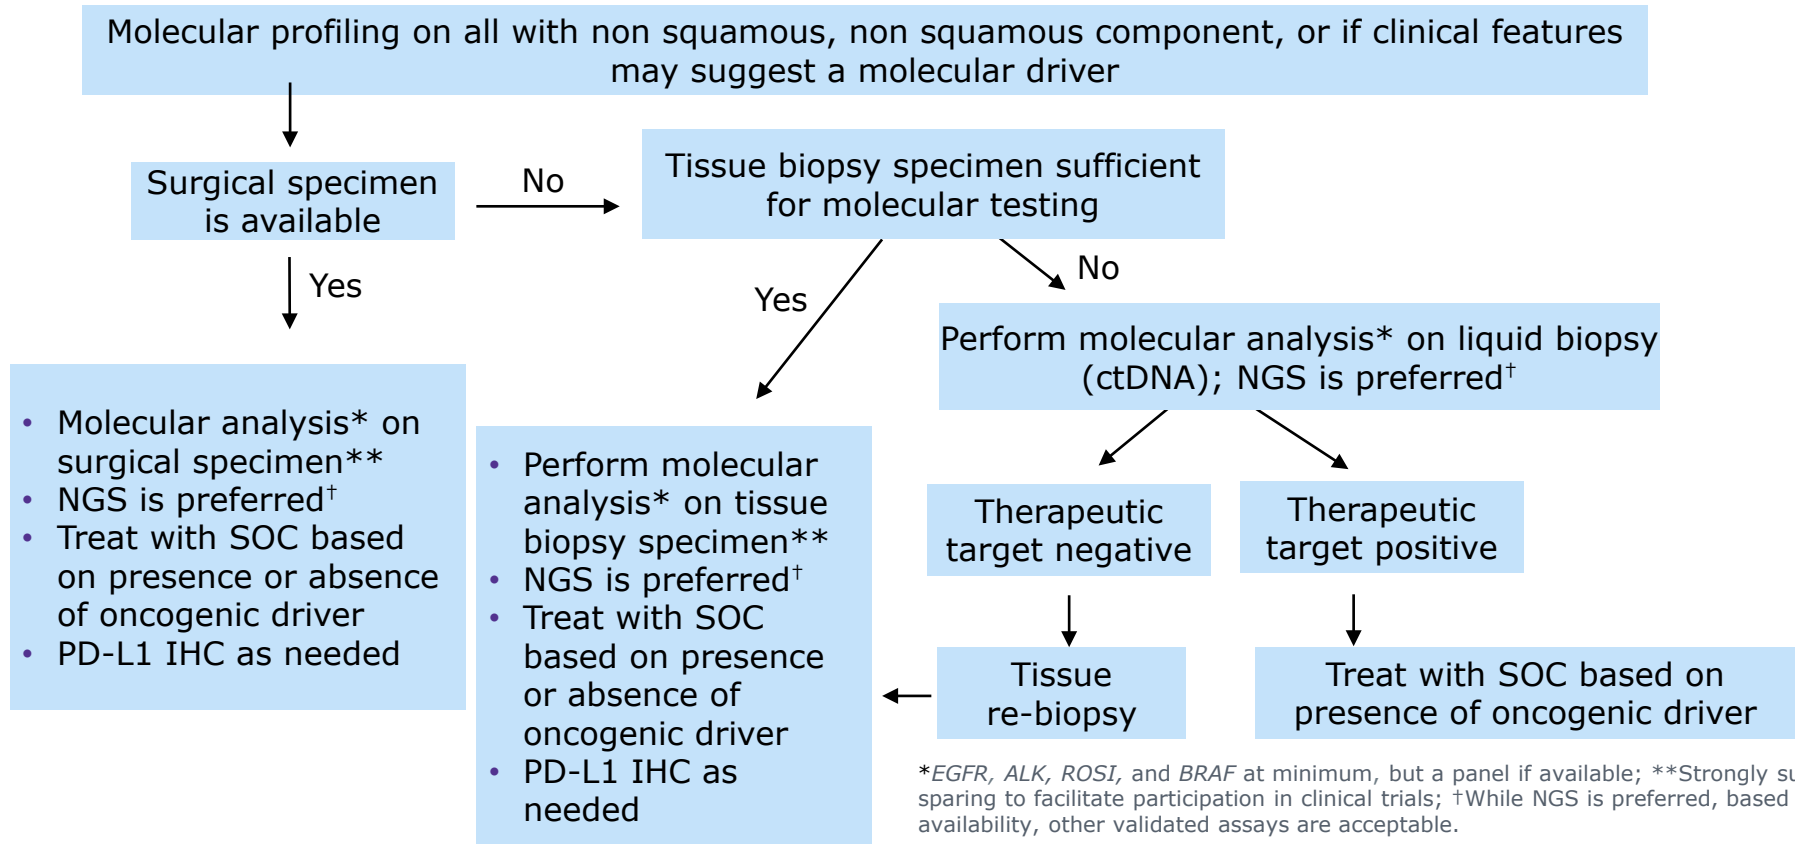 Molecular profiling on all with non squamous, non squamous component, or if clinical features
may suggest a molecular driver
Surgical specimen
is available
No
Tissue biopsy specimen sufficient
for molecular testing
Yes
Yes
No
Perform molecular analysis* on liquid biopsy
(ctDNA); NGS is preferred†
• Molecular analysis* on
surgical specimen**
• NGS is preferred†
• Treat with SOC based
on presence or absence
of oncogenic driver
• PD-L1 IHC as needed
• Perform molecular
analysis* on tissue
biopsy specimen**
• NGS is preferred†
• Treat with SOC
based on presence
or absence of
oncogenic driver
• PD-L1 IHC as
needed
Therapeutic
target negative
Therapeutic
target positive
Tissue
re-biopsy
Treat with SOC based on
presence of oncogenic driver
*EGFR, ALK, ROSI, and BRAF at minimum, but a panel if available; **Strongly
sparing to facilitate participation in clinical trials; †While NGS is preferred, based
availability, other validated assays are acceptable.